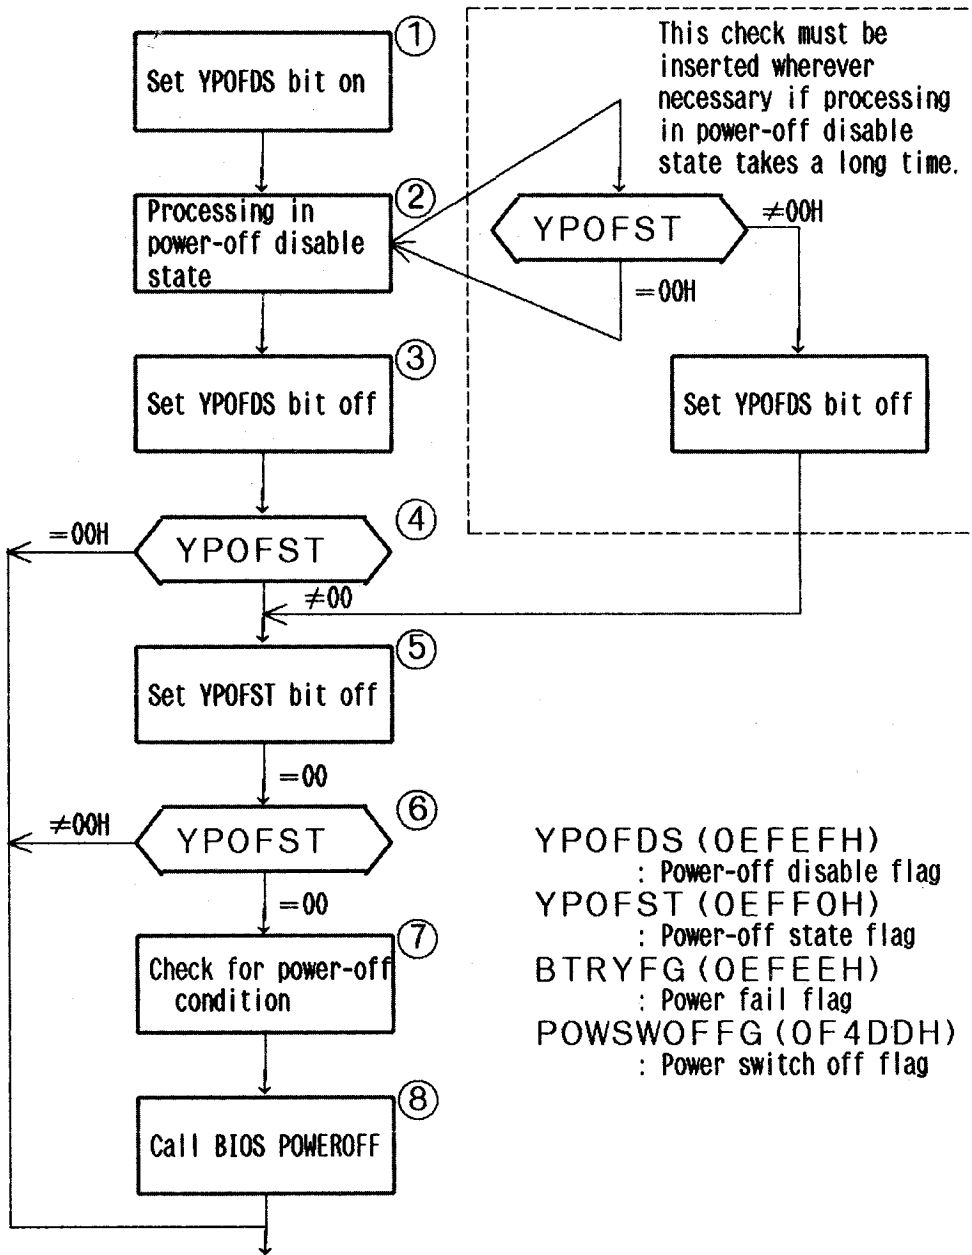 ①
Set YPOFDS bit on
This check must be
inserted wherever
necessary if processing
in power-off disable
state takes a long time.
②
Processing in
power-off disable
state
YPOFST
≠00H
=00H
③
Set YPOFDS bit off
Set YPOFDS bit off
④
=00H
YPOFST
≠00
⑤
Set YPOFST bit off
=00
⑥
≠00H
YPOFST
=00
⑦
Check for power-off
condition
⑧
Call BIOS POWEROFF
YPOFDS (0EFEFH)
: Power-off disable flag
YPOFST (0EFF0H)
: Power-off state flag
BTRYFG (0EFEEH)
: Power fail flag
POWSWOFFG (0F4DDH)
: Power switch off flag